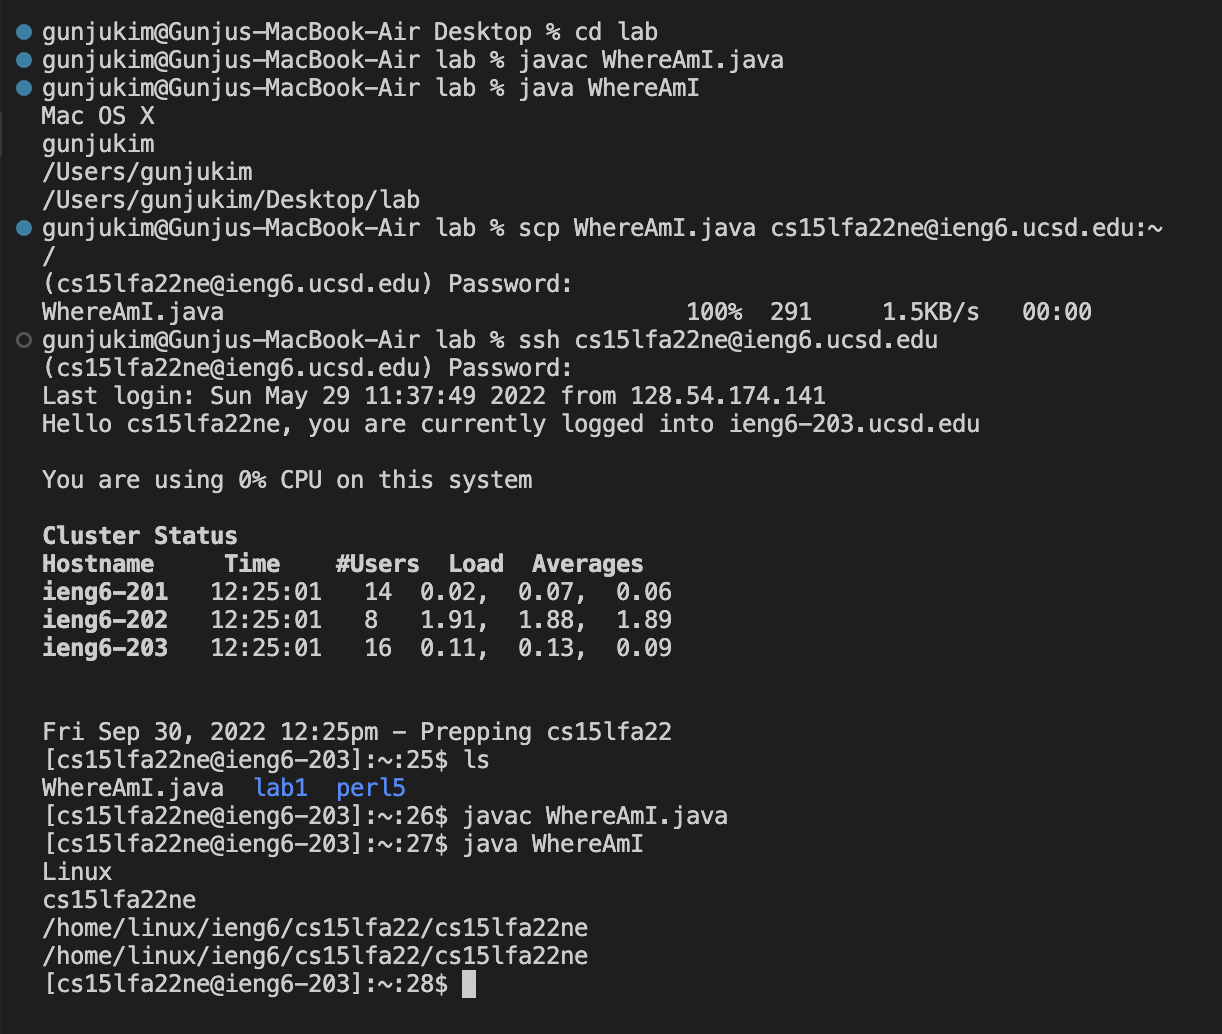 gunjukim@Gunjus-MacBook-Air Desktop % cd lab
gunjukim@Gunjus-MacBook-Air lab % javac WhereAmI.java
gunjukim@Gunjus-MacBook-Air lab % java WhereAmI
Mac OS X
gunjukim
/Users/gunjukim
/Users/gunjukim/Desktop/lab
gunjukim@Gunjus-MacBook-Air lab % scp WhereAmI.java cs15lfa22ne@ieng6.ucsd.edu:~
/
(cs15lfa22ne@ieng6.ucsd.edu) Password:
WhereAmI.java                                 100%  291     1.5KB/s   00:00
gunjukim@Gunjus-MacBook-Air lab % ssh cs15lfa22ne@ieng6.ucsd.edu
(cs15lfa22ne@ieng6.ucsd.edu) Password:
Last login: Sun May 29 11:37:49 2022 from 128.54.174.141
Hello cs15lfa22ne, you are currently logged into ieng6-203.ucsd.edu
You are using 0% CPU on this system
Cluster Status
Hostname     Time    #Users  Load  Averages
ieng6-201   12:25:01   14  0.02,  0.07,  0.06
ieng6-202   12:25:01   8   1.91,  1.88,  1.89
ieng6-203   12:25:01   16  0.11,  0.13,  0.09
Fri Sep 30, 2022 12:25pm - Prepping cs15lfa22
[cs15lfa22ne@ieng6-203]:~:25$ ls
WhereAmI.java  lab1  perl5
[cs15lfa22ne@ieng6-203]:~:26$ javac WhereAmI.java
[cs15lfa22ne@ieng6-203]:~:27$ java WhereAmI
Linux
cs15lfa22ne
/home/linux/ieng6/cs15lfa22/cs15lfa22ne
/home/linux/ieng6/cs15lfa22/cs15lfa22ne
[cs15lfa22ne@ieng6-203]:~:28$